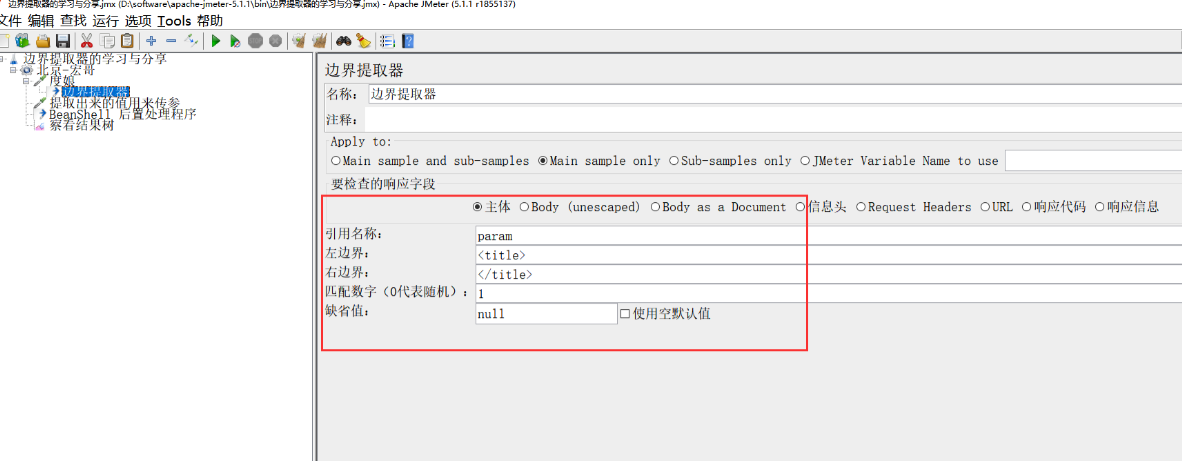 边界提取器的学习与分享.jmx (D:\software\apache-jmeter-5.1.1\bin\边界提取器的学习与分享.jmx) - Apache JMeter (5.1.1 r1855137)
文件 编辑 查找 运行 选项 Tools 帮助
边界提取器的学习与分享
北京-宏哥
度娘
边界提取器
提取出来的值用来传参
BeanShell 后置处理程序
察看结果树
边界提取器
名称: 边界提取器
注释:
Apply to:
Main sample and sub-samples Main sample only Sub-samples only JMeter Variable Name to use
要检查的响应字段
主体 Body (unescaped) Body as a Document 信息头 Request Headers URL 响应代码 响应信息
引用名称: param
左边界: <title>
右边界: </title>
匹配数字（0代表随机）: 1
缺省值: null 使用空默认值